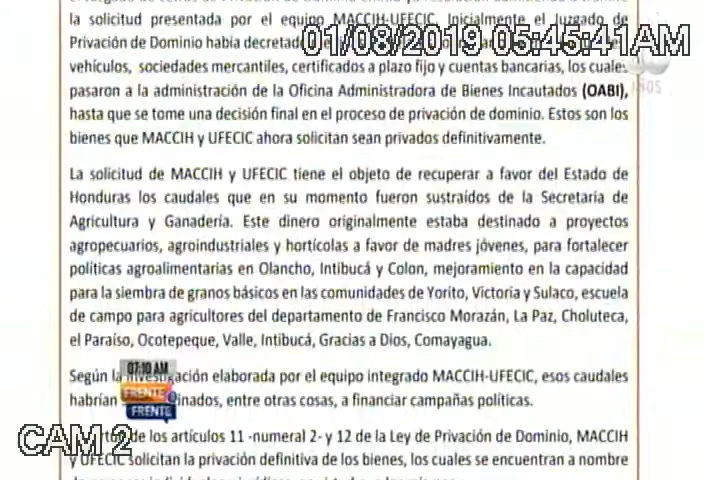 la solicitud presentada por el equipo MACCIH-UFECIC. Inicialmente el Juzgado de
01/08/2019 05:45:41AM
Privación de Dominio había decretado
vehículos, sociedades mercantiles, certificados a plazo fijo y cuentas bancarias, los cuales
pasaron a la administración de la Oficina Administradora de Bienes Incautados (OABI),
AÑOS
hasta que se tome una decisión final en el proceso de privación de dominio. Estos son los
bienes que MACCIH y UFECIC ahora solicitan sean privados definitivamente.
La solicitud de MACCIH y UFECIC tiene el objeto de recuperar a favor del Estado de
Honduras los caudales que en su momento fueron sustraídos de la Secretaria de
Agricultura y Ganadería. Este dinero originalmente estaba destinado a proyectos
agropecuarios, agroindustriales y hortícolas a favor de madres jóvenes, para fortalecer
políticas agroalimentarias en Olancho, Intibucá y Colon, mejoramiento en la capacidad
para la siembra de granos básicos en las comunidades de Yorito, Victoria y Sulaco, escuela
de campo para agricultores del departamento de Francisco Morazán, La Paz, Choluteca,
el Paraíso, Ocotepeque, Valle, Intibucá, Gracias a Dios, Comayagua.
07:10 AM
Según la investigación elaborada por el equipo integrado MACCIH-UFECIC, esos caudales
FRENTE a
FRENTE
habrían inados, entre otras cosas, a financiar campañas políticas.
CAM 2
de los artículos 11 -numeral 2- y 12 de la Ley de Privación de Dominio, MACCIH
y UFECIC solicitan la privación definitiva de los bienes, los cuales se encuentran a nombre